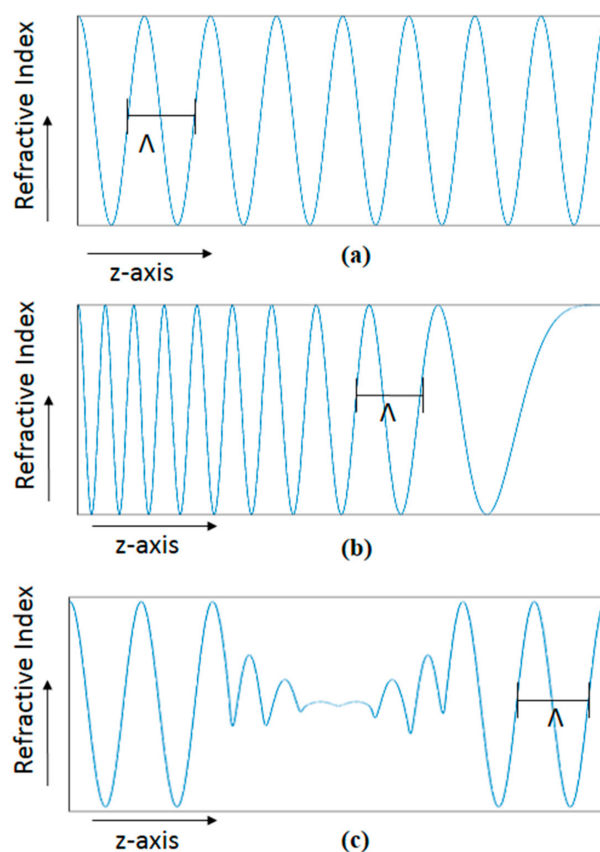 Refractive Index
Λ
z-axis
(a)
Refractive Index
Λ
z-axis
(b)
Refractive Index
Λ
z-axis
(c)